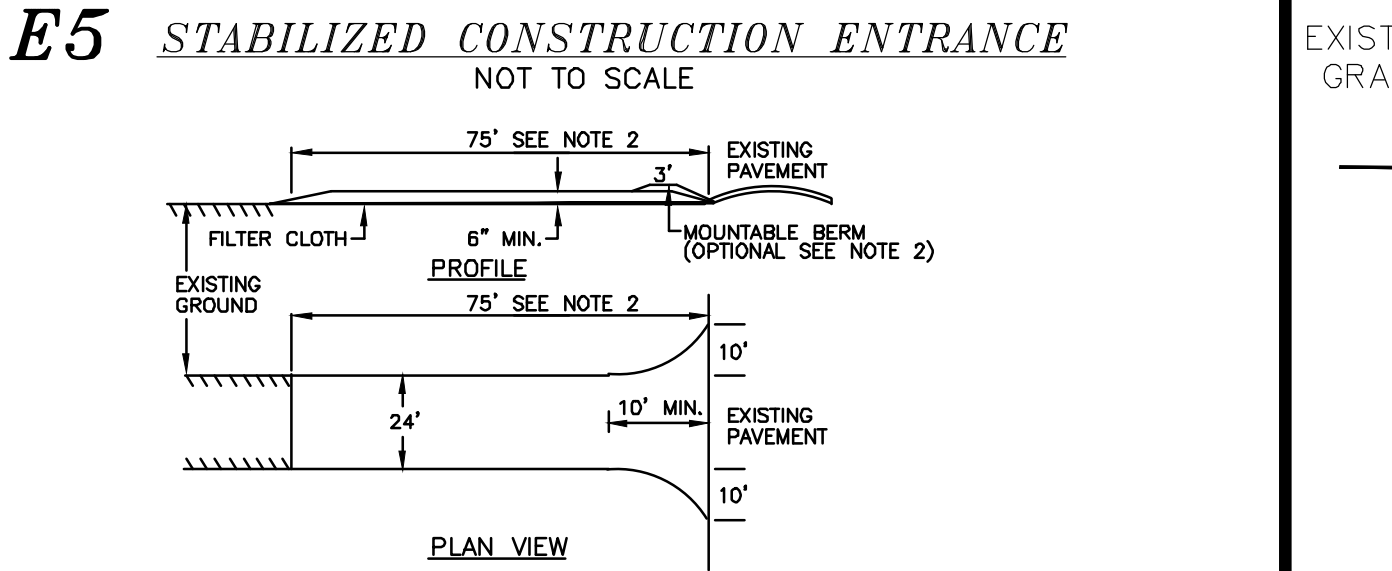 E5 STABILIZED CONSTRUCTION ENTRANCE
NOT TO SCALE
75' SEE NOTE 2
EXISTING
PAVEMENT
3'
FILTER CLOTH
6" MIN.
MOUNTABLE BERM
(OPTIONAL SEE NOTE 2)
PROFILE
EXISTING
GROUND
75' SEE NOTE 2
10'
24'
10' MIN.
EXISTING
PAVEMENT
10'
PLAN VIEW
EXIST
GRA